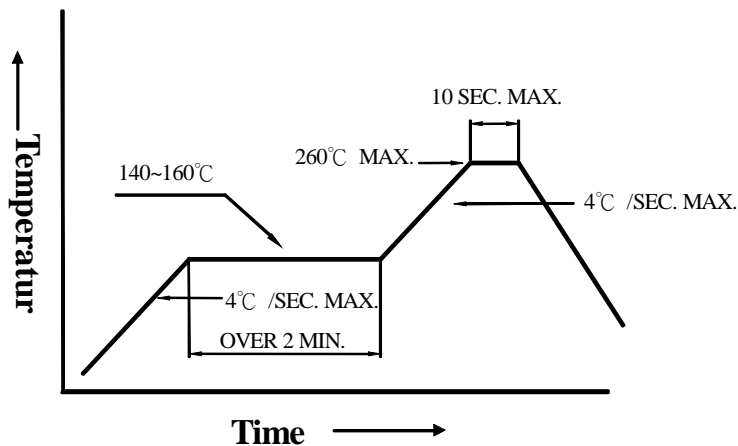 10 SEC. MAX.
260℃ MAX.
140~160℃
4℃ /SEC. MAX.
4℃ /SEC. MAX.
OVER 2 MIN.
Temperatur
Time